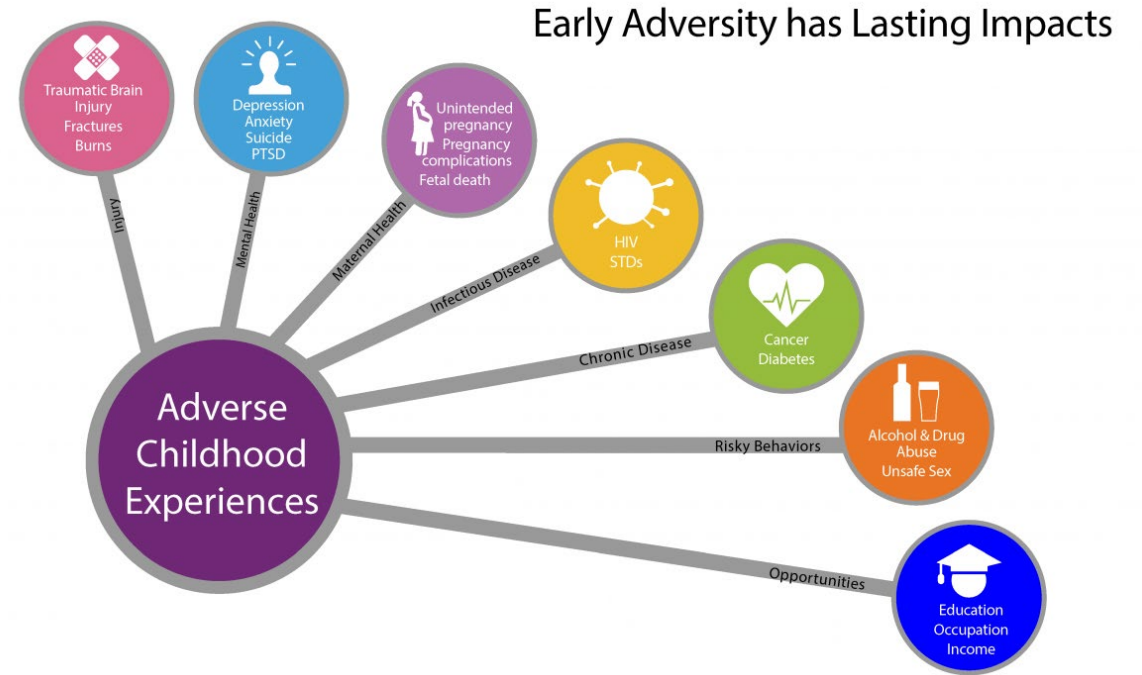 Early Adversity has Lasting Impacts
Traumatic Brain
Injury
Fractures
Burns
Injury
Depression
Anxiety
Suicide
PTSD
Mental Health
Unintended
pregnancy
Pregnancy
complications
Fetal death
Maternal Health
HIV
STDs
Infectious Disease
Cancer
Diabetes
Chronic Disease
Alcohol & Drug
Abuse
Unsafe Sex
Risky Behaviors
Education
Occupation
Income
Opportunities
Adverse
Childhood
Experiences